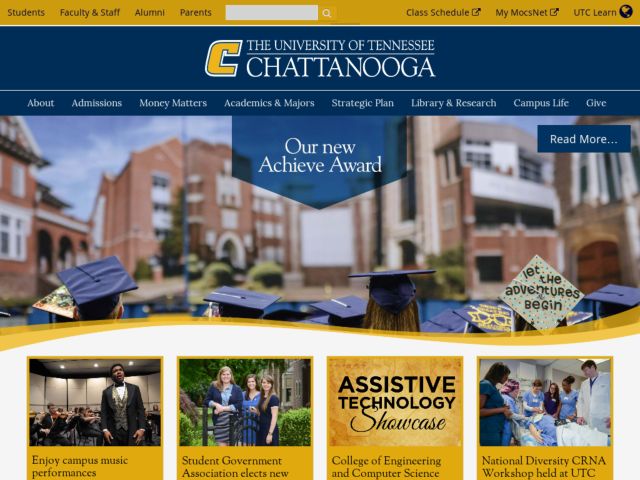 Students Faculty & Staff Alumni Parents Class Schedule My MocsNet UTC Learn
C THE UNIVERSITY OF TENNESSEE
CHATTANOOGA
About Admissions Money Matters Academics & Majors Strategic Plan Library & Research Campus Life Give
Our new
Achieve Award
Read More...
let the
adventures
Begin
ASSISTIVE
TECHNOLOGY
Showcase
Enjoy campus music
performances
Student Government
Association elects new
College of Engineering
and Computer Science
National Diversity CRNA
Workshop held at UTC